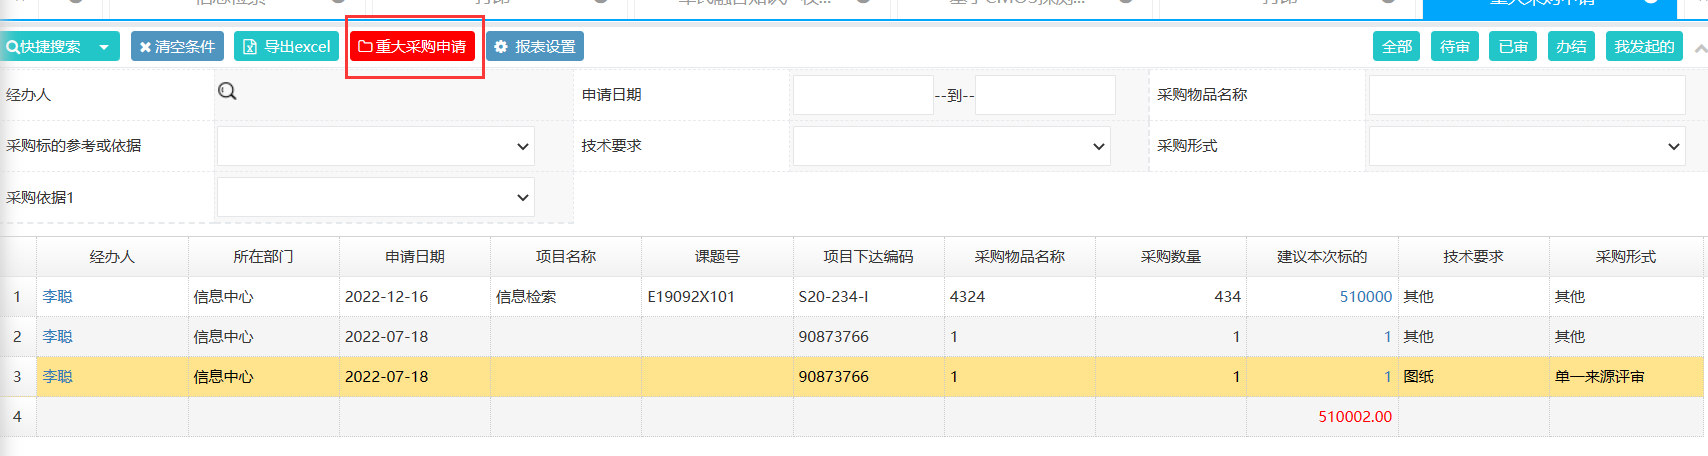 快捷搜索 清空条件 导出excel 重大采购申请 报表设置 全部 待审 已审 办结 我发起的
经办人 申请日期 --到-- 采购物品名称
采购标的参考或依据 技术要求 采购形式
采购依据1
经办人 所在部门 申请日期 项目名称 课题号 项目下达编码 采购物品名称 采购数量 建议本次标的 技术要求 采购形式
1 李聪 信息中心 2022-12-16 信息检索 E19092X101 S20-234-I 4324 434 510000 其他 其他
2 李聪 信息中心 2022-07-18 90873766 1 1 1 其他 其他
3 李聪 信息中心 2022-07-18 90873766 1 1 1 图纸 单一来源评审
4 510002.00